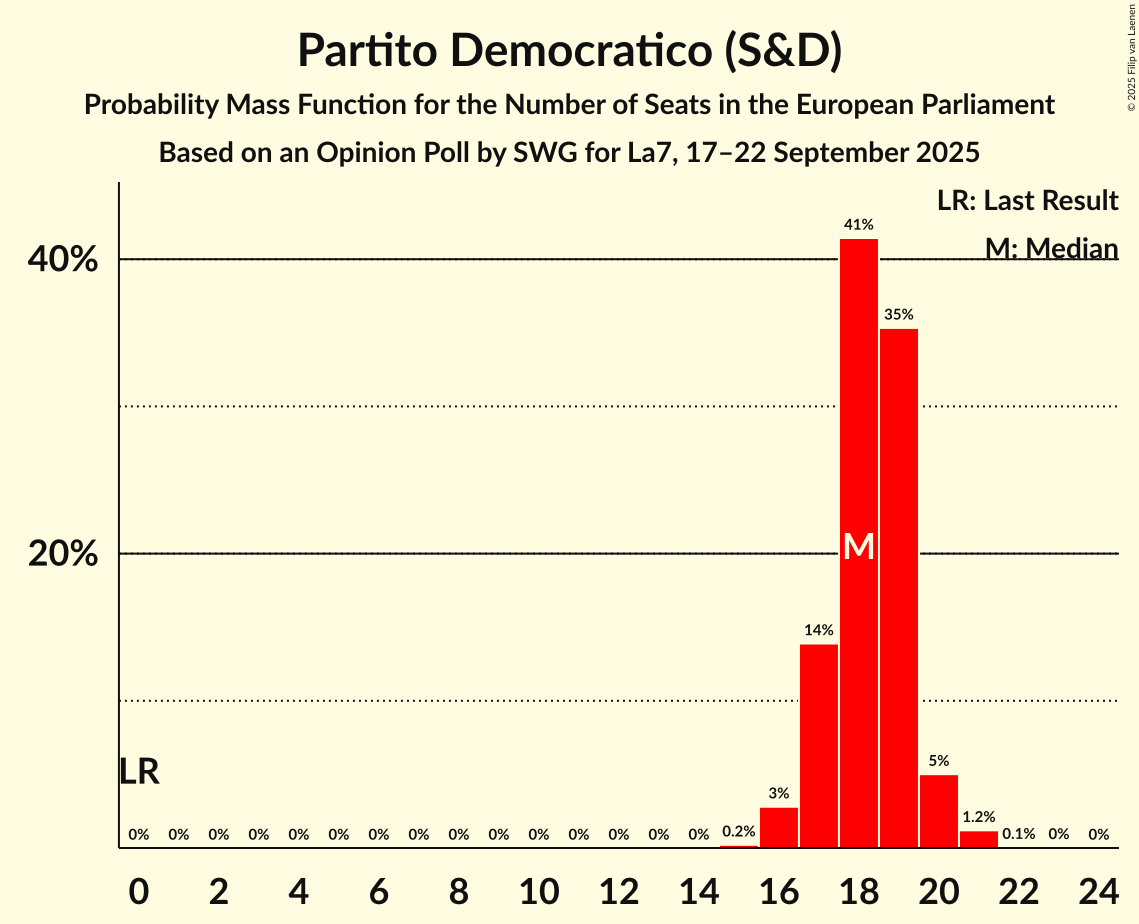 Partito Democratico (S&D)
Probability Mass Function for the Number of Seats in the European Parliament
Based on an Opinion Poll by SWG for La7, 17–22 September 2025
© 2025 Filip van Laenen
LR: Last Result
M: Median
40%
20%
41%
35%
M
14%
LR
0% 0% 0% 0% 0% 0% 0% 0% 0% 0% 0% 0% 0% 0% 0% 0.2% 3% 5% 1.2% 0.1% 0% 0%
0 2 4 6 8 10 12 14 16 18 20 22 24